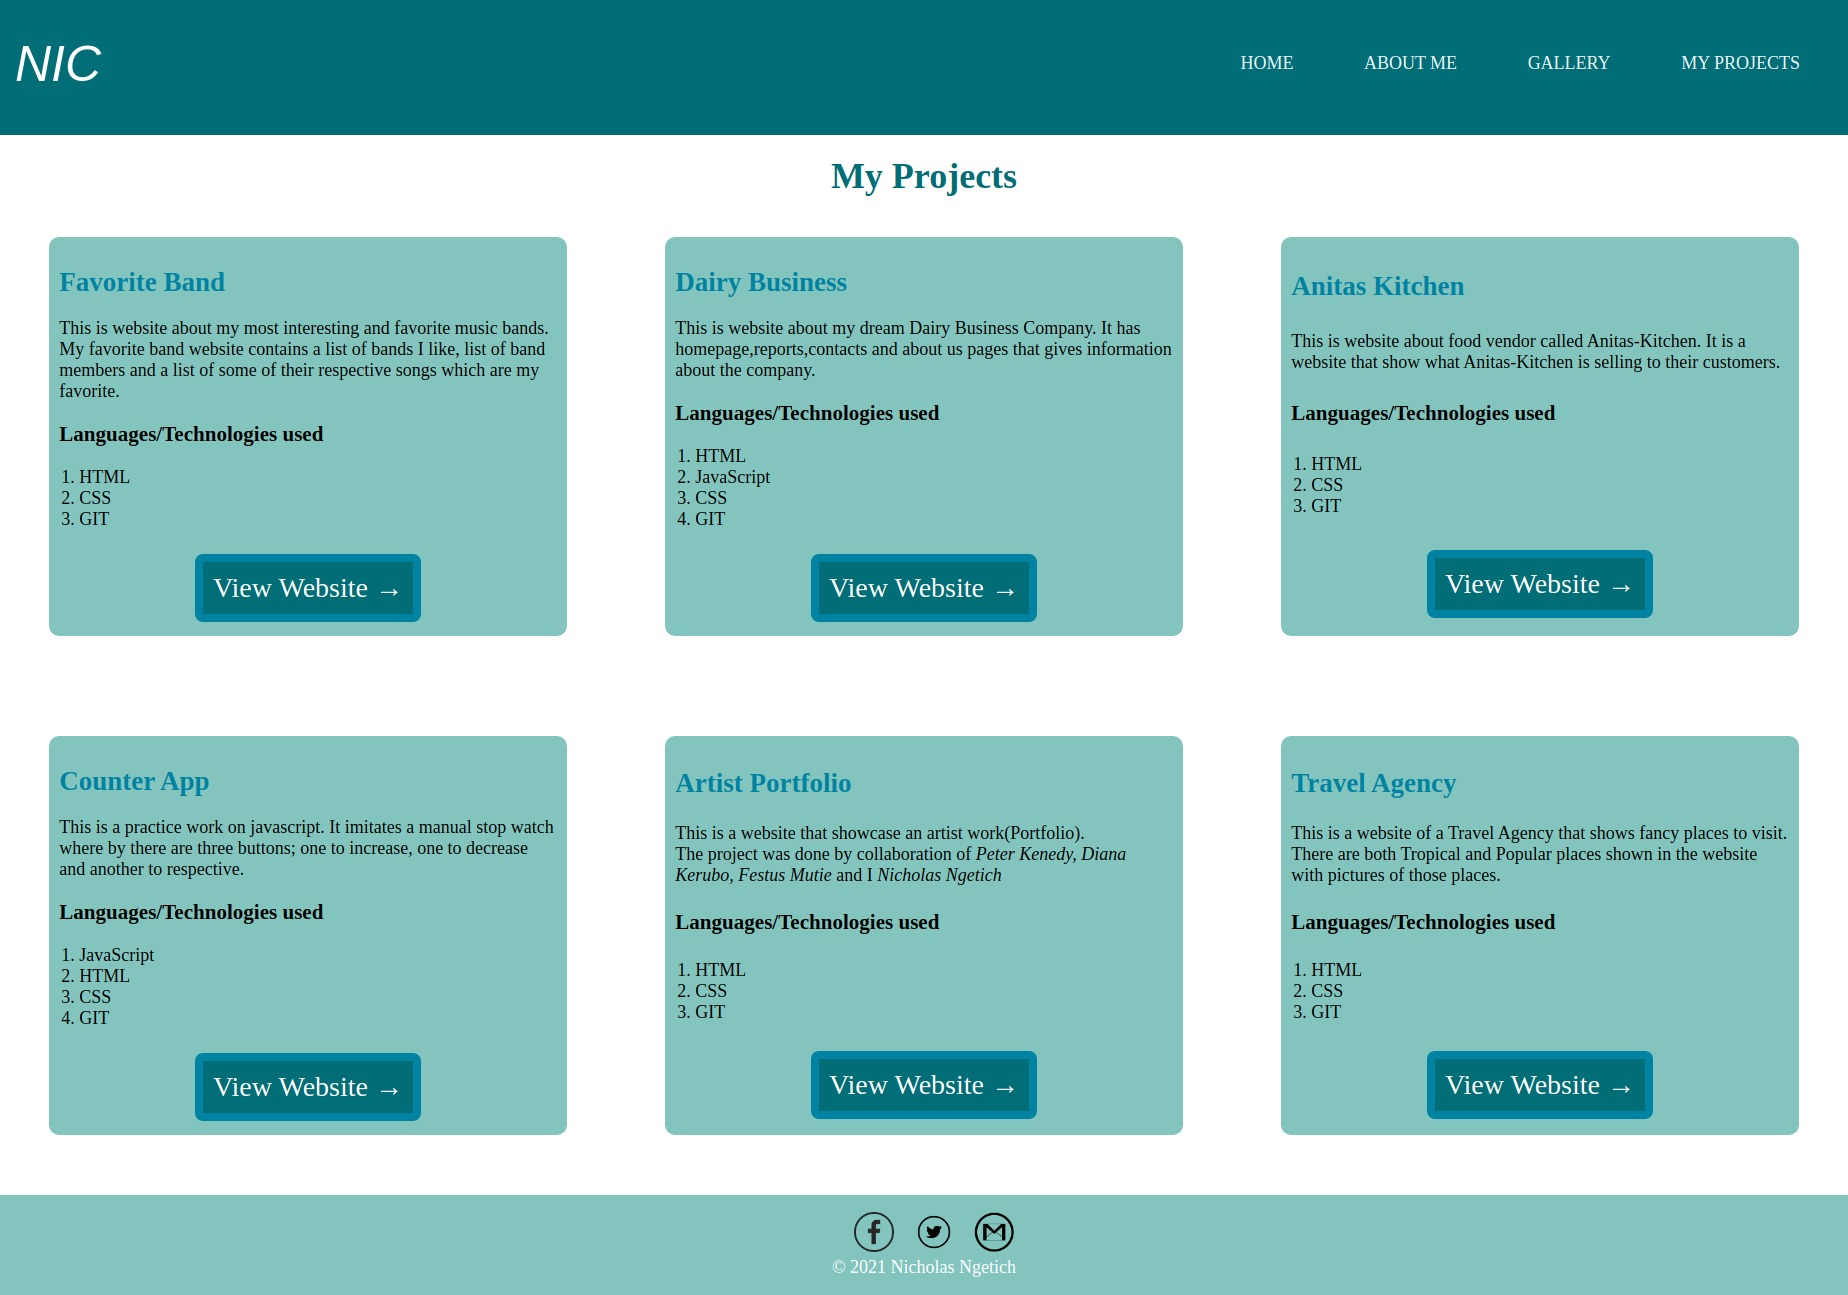 NIC
HOME
ABOUT ME
GALLERY
MY PROJECTS
My Projects
Favorite Band
This is website about my most interesting and favorite music bands.
My favorite band website contains a list of bands I like, list of band
members and a list of some of their respective songs which are my
favorite.
Languages/Technologies used
1. HTML
2. CSS
3. GIT
View Website →
Dairy Business
This is website about my dream Dairy Business Company. It has
homepage,reports,contacts and about us pages that gives information
about the company.
Languages/Technologies used
1. HTML
2. JavaScript
3. CSS
4. GIT
View Website →
Anitas Kitchen
This is website about food vendor called Anitas-Kitchen. It is a
website that show what Anitas-Kitchen is selling to their customers.
Languages/Technologies used
1. HTML
2. CSS
3. GIT
View Website →
Counter App
This is a practice work on javascript. It imitates a manual stop watch
where by there are three buttons; one to increase, one to decrease
and another to respective.
Languages/Technologies used
1. JavaScript
2. HTML
3. CSS
4. GIT
View Website →
Artist Portfolio
This is a website that showcase an artist work(Portfolio).
The project was done by collaboration of Peter Kenedy, Diana
Kerubo, Festus Mutie and I Nicholas Ngetich
Languages/Technologies used
1. HTML
2. CSS
3. GIT
View Website →
Travel Agency
This is a website of a Travel Agency that shows fancy places to visit.
There are both Tropical and Popular places shown in the website
with pictures of those places.
Languages/Technologies used
1. HTML
2. CSS
3. GIT
View Website →
© 2021 Nicholas Ngetich